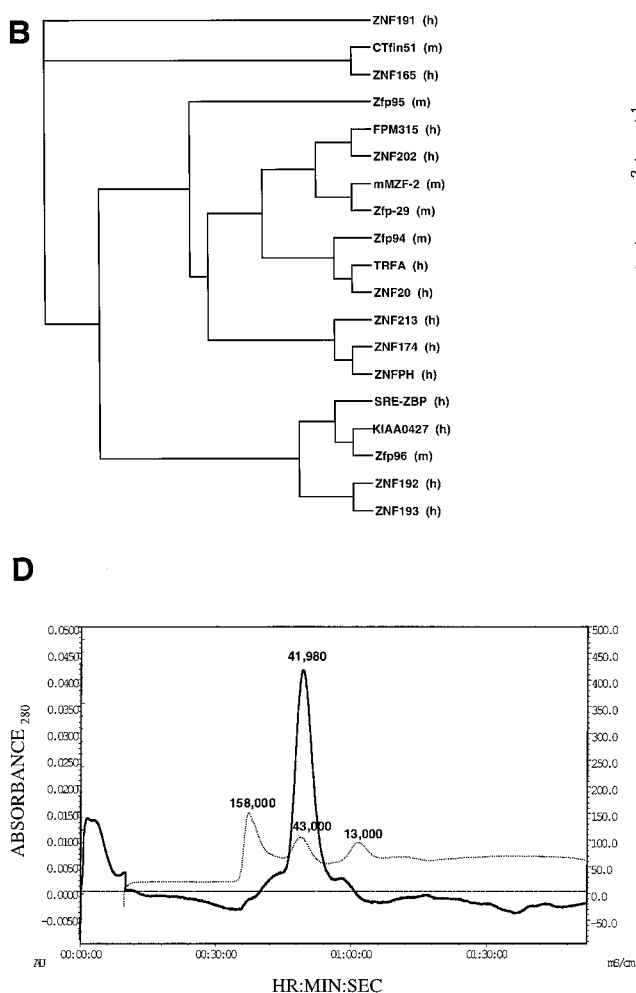 B
ZNF191 (h)
CTfin51 (m)
ZNF165 (h)
Zfp95 (m)
FPM315 (h)
ZNF202 (h)
mMZF-2 (m)
Zfp-29 (m)
Zfp94 (m)
TRFA (h)
ZNF20 (h)
ZNF213 (h)
ZNF174 (h)
ZNFPH (h)
SRE-ZBP (h)
KIAA0427 (h)
Zfp96 (m)
ZNF192 (h)
ZNF193 (h)
D
0.0500
0.0450
0.0400
0.0350
0.0300
0.0250
0.0200
0.0150
0.0100
0.0050
0.0000
-0.0050
ABSORBANCE 280
41,980
158,000
43,000
13,000
500.0
450.0
400.0
350.0
300.0
250.0
200.0
150.0
100.0
50.0
0.0
-50.0
AU
00:00:00
00:30:00
01:00:00
01:30:00
mS/cm
HR:MIN:SEC